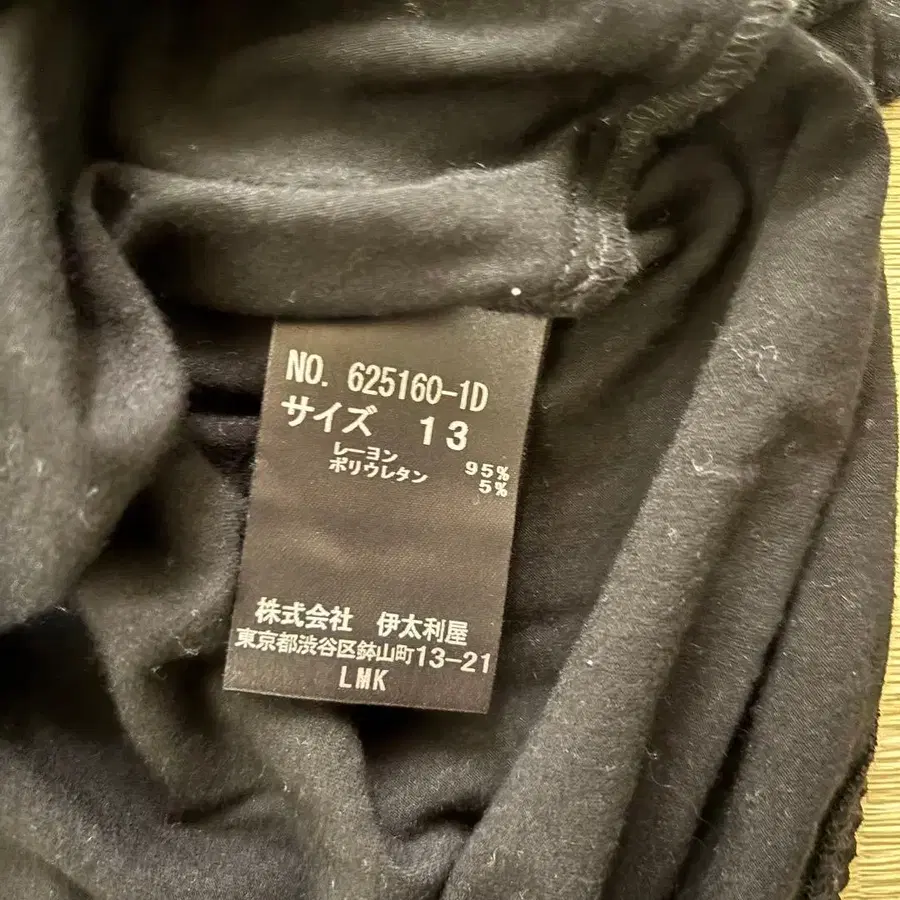 NO. 625160-1D
サイズ 13
レーヨン 95%
ポリウレタン 5%
株式会社 伊太利屋
東京都渋谷区鉢山町13-21
LMK